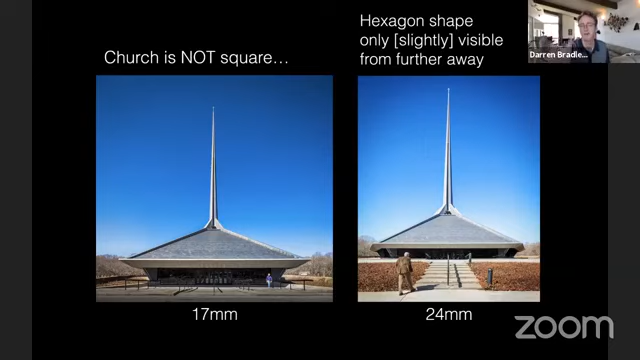 Church is NOT square…
Hexagon shape
only [slightly] visible
from further away
Darren Bradle...
17mm
24mm
zoom